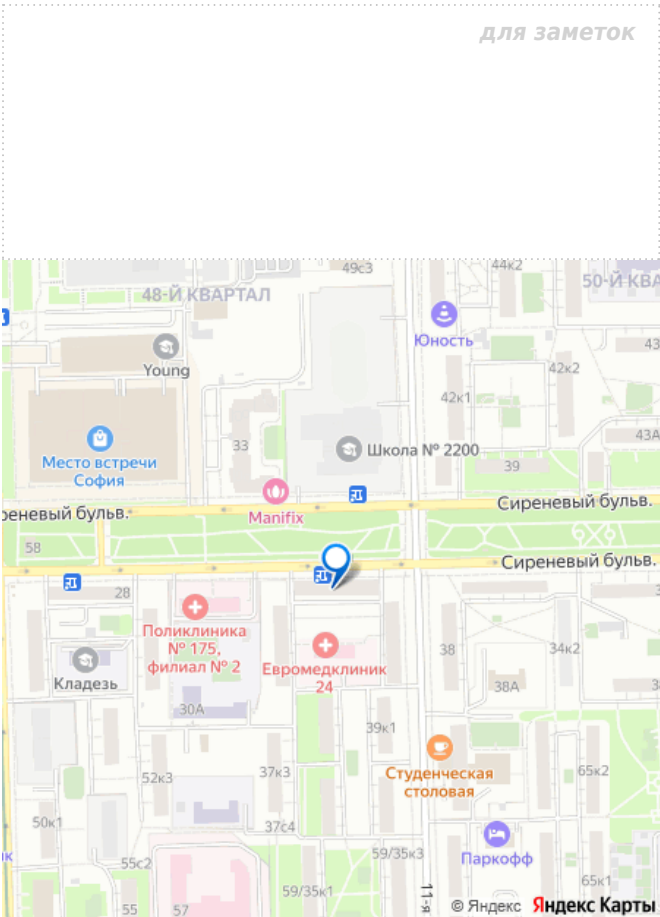 для заметок
49с3
44к2
48-Й КВАРТАЛ
50-Й КВА
Юность
Young
43
42к2
42к1
33
43А
Место встречи
София
Школа № 2200
39
Manifix
Сиреневый бульв.
реневый бульв.
58
Сиреневый бульв.
28
Поликлиника
№ 175,
филиал № 2
Евромедклиник
24
38
34к2
Кладезь
38А
30А
39к1
Студенческая
столовая
52к3
37к3
65к2
50к1
37с4
59/35к3
Паркофф
55с2
59/35к1
65к1
55
57
11-я
© Яндекс
Яндекс Карты